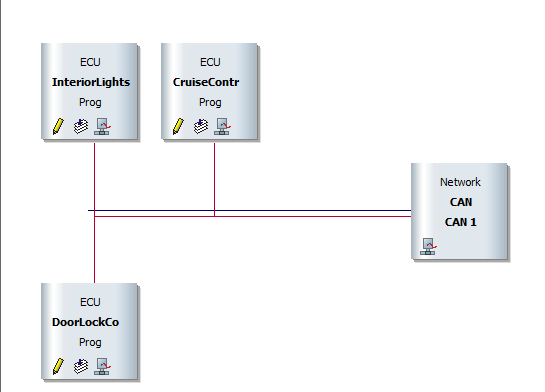 ECU
InteriorLights
Prog
ECU
CruiseContr
Prog
Network
CAN
CAN 1
ECU
DoorLockCo
Prog